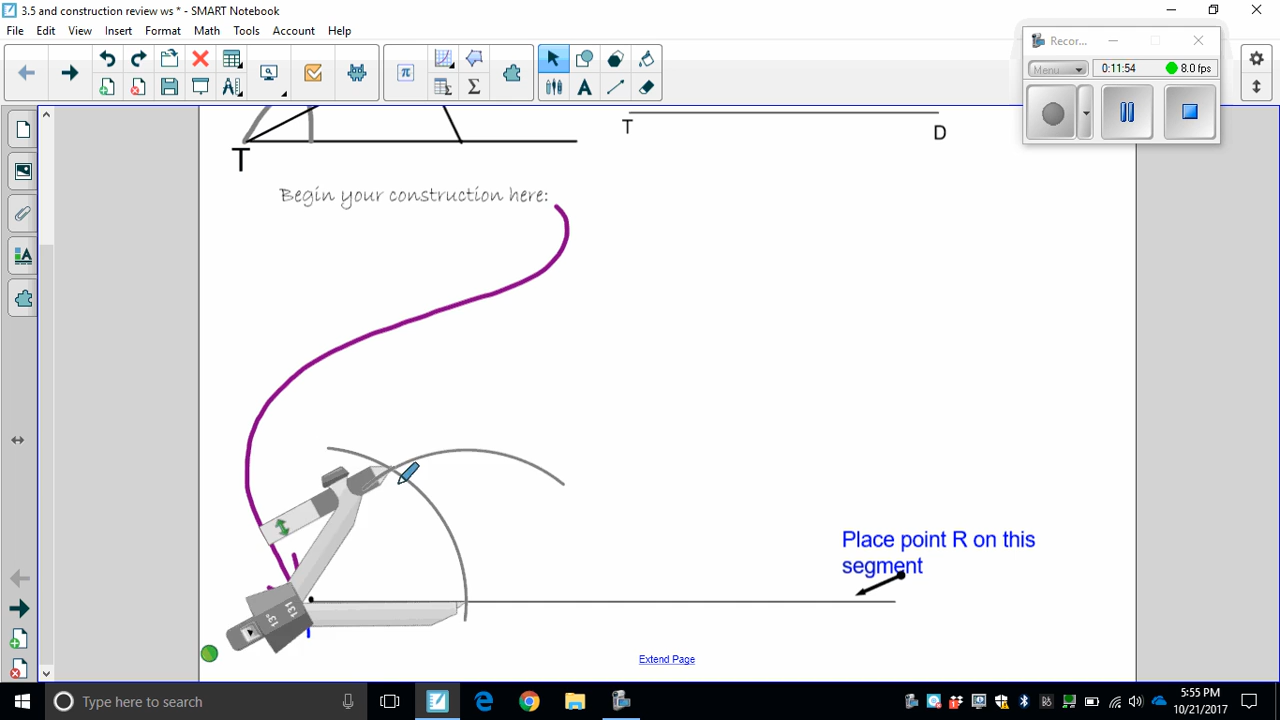 3.5 and construction review ws * - SMART Notebook
File Edit View Insert Format Math Tools Account Help
Recor...
Menu 0:11:54 8.0 fps
T
T D
Begin your construction here:
131
13°
Place point R on this
segment
Extend Page
Type here to search
5:55 PM
10/21/2017